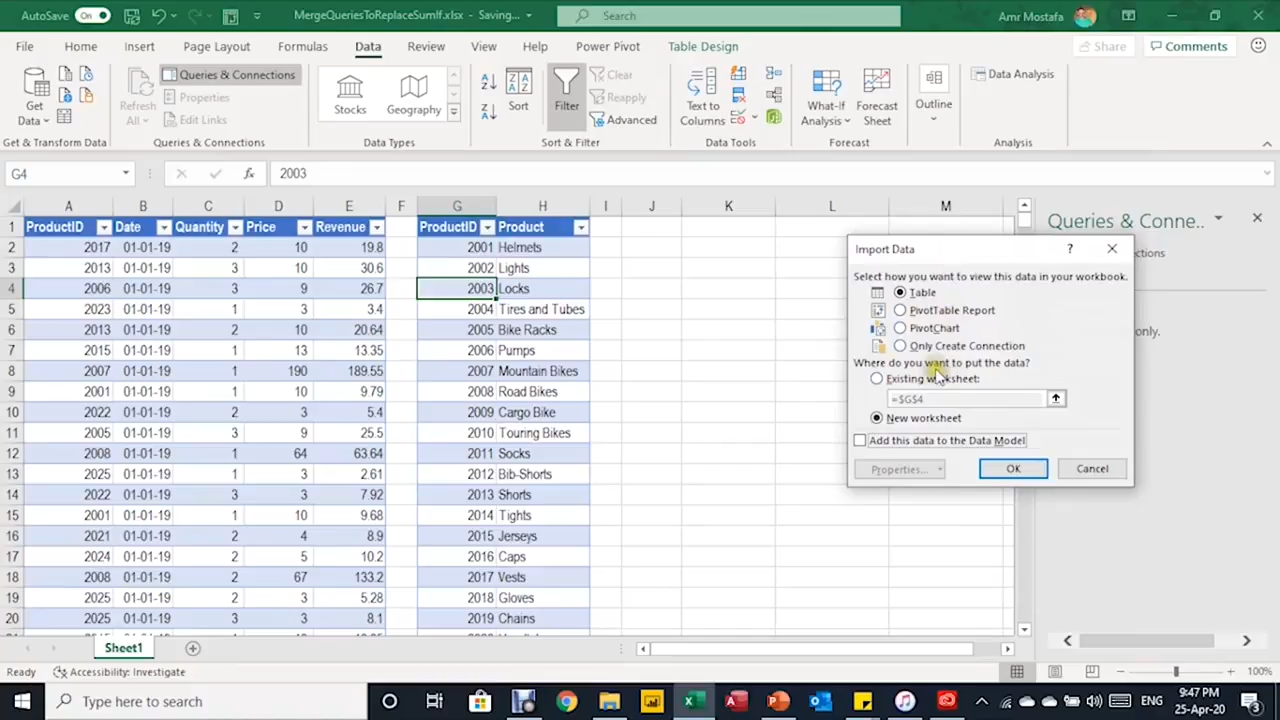 AutoSave On MergeQueriesToReplaceSumIf.xlsx - Saving... Search Amr Mostafa
File Home Insert Page Layout Formulas Data Review View Help Power Pivot Table Design Share Comments
Get Data Refresh All Queries & Connections Properties Edit Links Stocks Geography Sort Filter Clear Reapply Advanced Text to Columns What-If Analysis Forecast Sheet Outline Data Analysis
Get & Transform Data Queries & Connections Data Types Sort & Filter Data Tools Forecast Analysis
G4 fx 2003
A B C D E F G H I J K L M
1 ProductID Date Quantity Price Revenue ProductID Product
2 2017 01-01-19 2 10 19.8 2001 Helmets
3 2013 01-01-19 3 10 30.6 2002 Lights
4 2006 01-01-19 3 9 26.7 2003 Locks
5 2023 01-01-19 1 3 3.4 2004 Tires and Tubes
6 2013 01-01-19 2 10 20.64 2005 Bike Racks
7 2015 01-01-19 1 13 13.35 2006 Pumps
8 2007 01-01-19 1 190 189.55 2007 Mountain Bikes
9 2001 01-01-19 1 10 9.79 2008 Road Bikes
10 2022 01-01-19 2 3 5.4 2009 Cargo Bike
11 2005 01-01-19 3 9 25.5 2010 Touring Bikes
12 2008 01-01-19 1 64 63.64 2011 Socks
13 2025 01-01-19 1 3 2.61 2012 Bib-Shorts
14 2022 01-01-19 3 3 7.92 2013 Shorts
15 2001 01-01-19 1 10 9.68 2014 Tights
16 2021 01-01-19 2 4 8.9 2015 Jerseys
17 2024 01-01-19 2 5 10.2 2016 Caps
18 2008 01-01-19 2 67 133.2 2017 Vests
19 2025 01-01-19 2 3 5.28 2018 Gloves
20 2025 01-01-19 3 3 8.1 2019 Chains
Queries & Conne..
Import Data ?
Select how you want to view this data in your workbook.
Table
PivotTable Report
PivotChart
Only Create Connection
Where do you want to put the data?
Existing worksheet:
=$G$4
New worksheet
Add this data to the Data Model
Properties... OK Cancel
Sheet1
Ready Accessibility: Investigate 100%
Type here to search ENG 9:47 PM
25-Apr-20 3